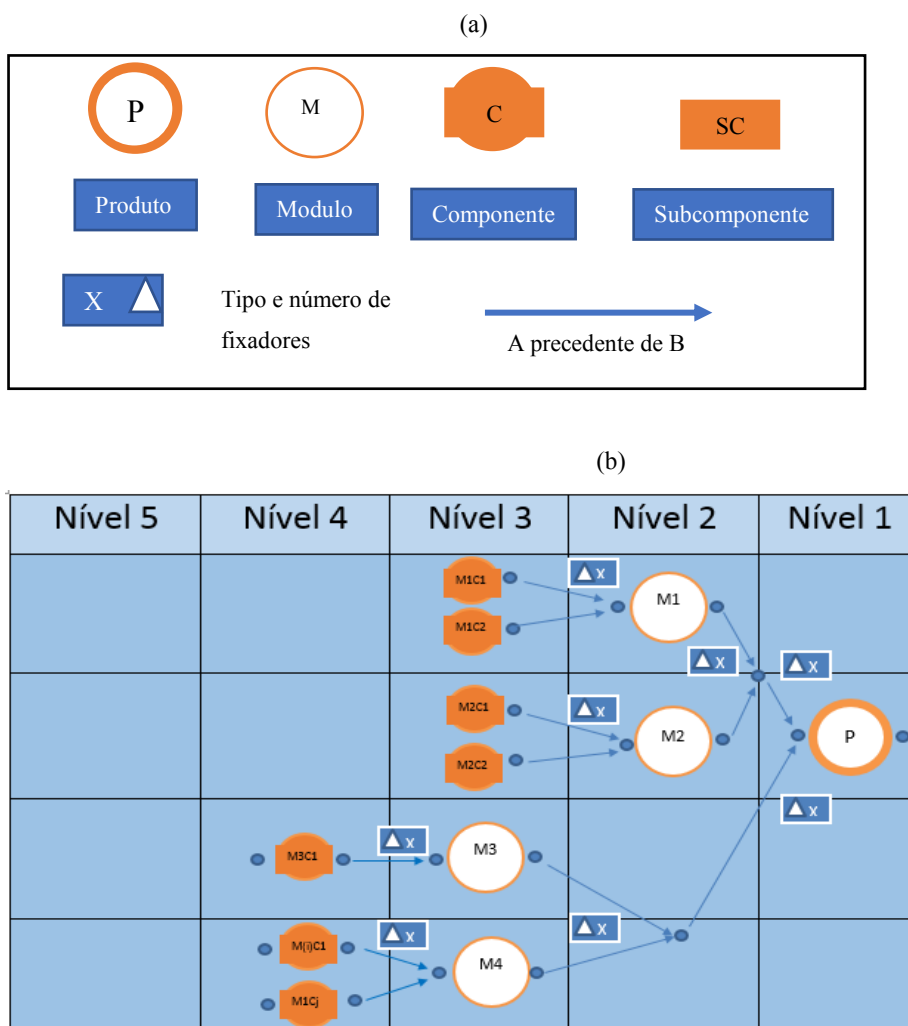 (a)
P
M
C
SC
Produto
Modulo
Componente
Subcomponente
X
Tipo e número de
fixadores
A precedente de B
(b)
Nível 5
Nível 4
Nível 3
Nível 2
Nível 1
M1C1
X
M1
M1C2
X
X
M2C1
X
M2
P
M2C2
X
M3C1
X
M3
M(i)C1
X
X
M4
M1Cj